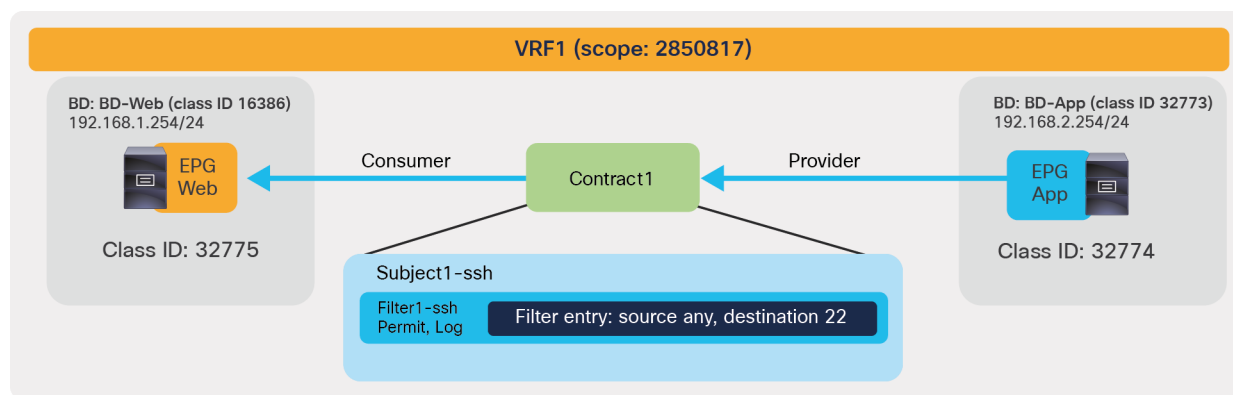 VRF1 (scope: 2850817)
BD: BD-Web (class ID 16386)
192.168.1.254/24
EPG
Web
Class ID: 32775
Consumer
Contract1
Provider
BD: BD-App (class ID 32773)
192.168.2.254/24
EPG
App
Class ID: 32774
Subject1-ssh
Filter1-ssh
Permit, Log
Filter entry: source any, destination 22